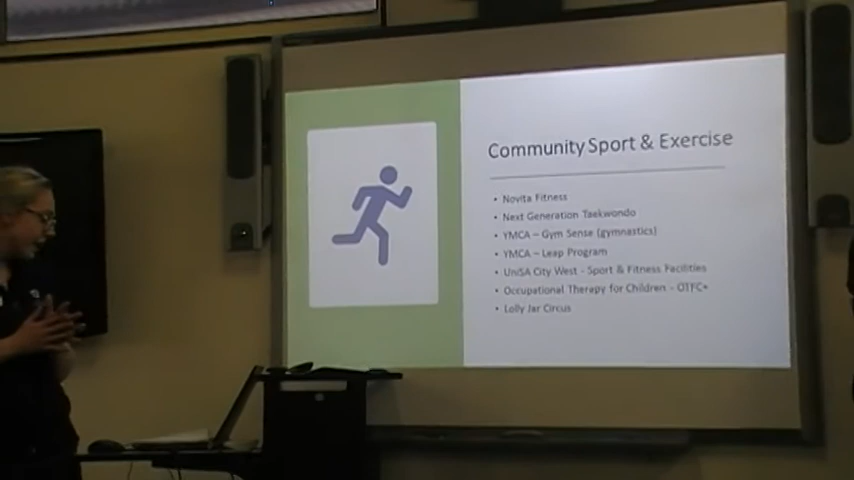 Community Sport & Exercise
• Novita Fitness
• Next Generation Taekwondo
• YMCA – Gym Sense (gymnastics)
• YMCA – Leap Program
• UniSA City West - Sport & Fitness Facilities
• Occupational Therapy for Children - OTFC+
• Lolly Jar Circus